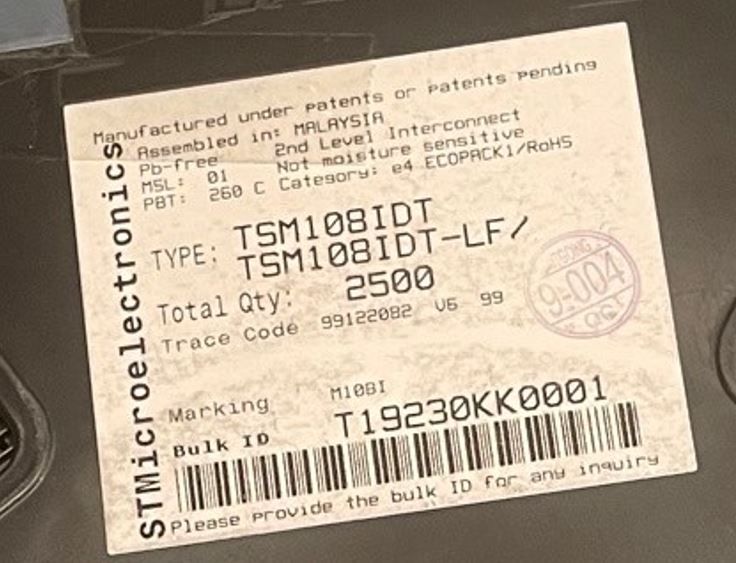 Manufactured under patents or patents pending
Assembled in: MALAYSIA
Pb-free 2nd Level Interconnect
MSL: 01 Not moisture sensitive
PBT: 260 C Category: e4 ECOPACK1/RoHS
TYPE: TSM108IDT
TSM108IDT-LF/
Total Qty: 2500
Trace Code 99122082 V6 99
9-004
Marking M108I
Bulk ID T19230KK0001
Please provide the bulk ID for any inquiry
STMicroelectronics